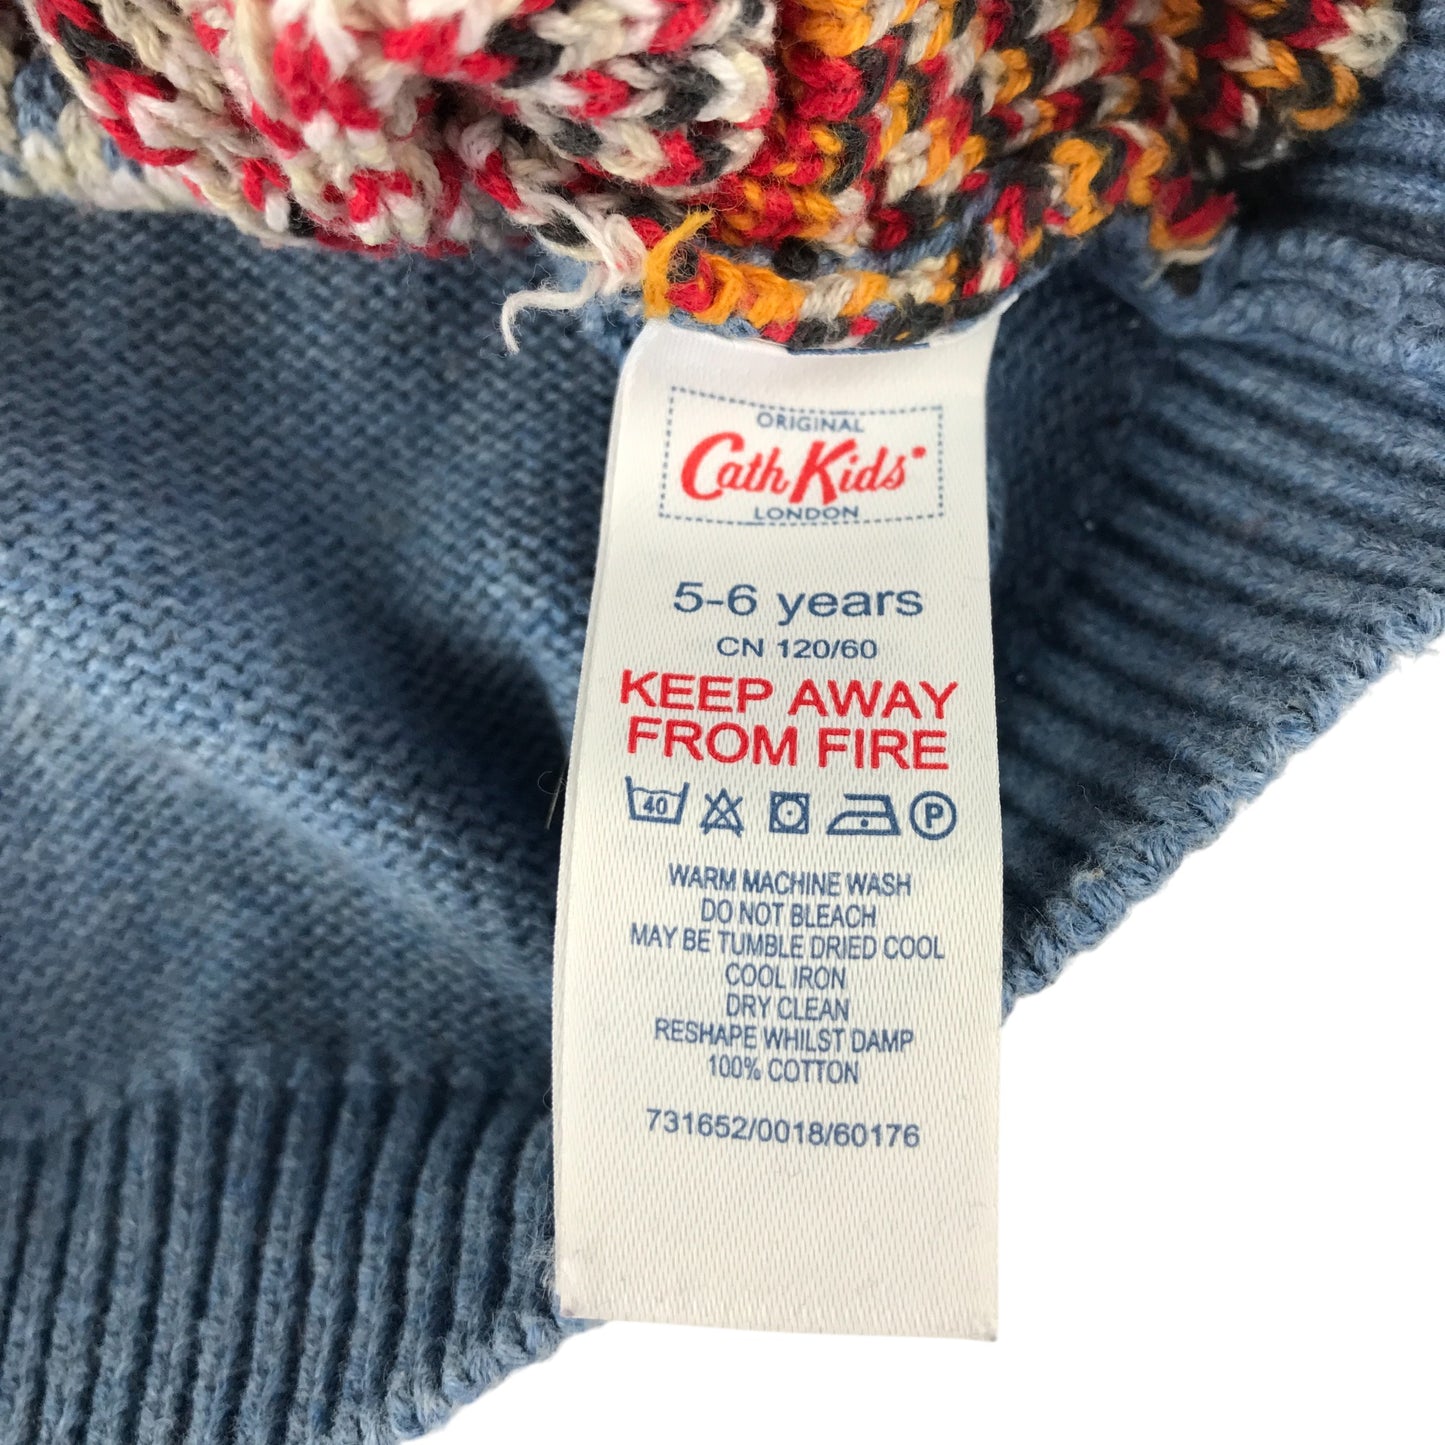 ORIGINAL
Cath Kids*
LONDON
5-6 years
CN 120/60
KEEP AWAY
FROM FIRE
40 P
WARM MACHINE WASH
DO NOT BLEACH
MAY BE TUMBLE DRIED COOL
COOL IRON
DRY CLEAN
RESHAPE WHILST DAMP
100% COTTON
731652/0018/60176